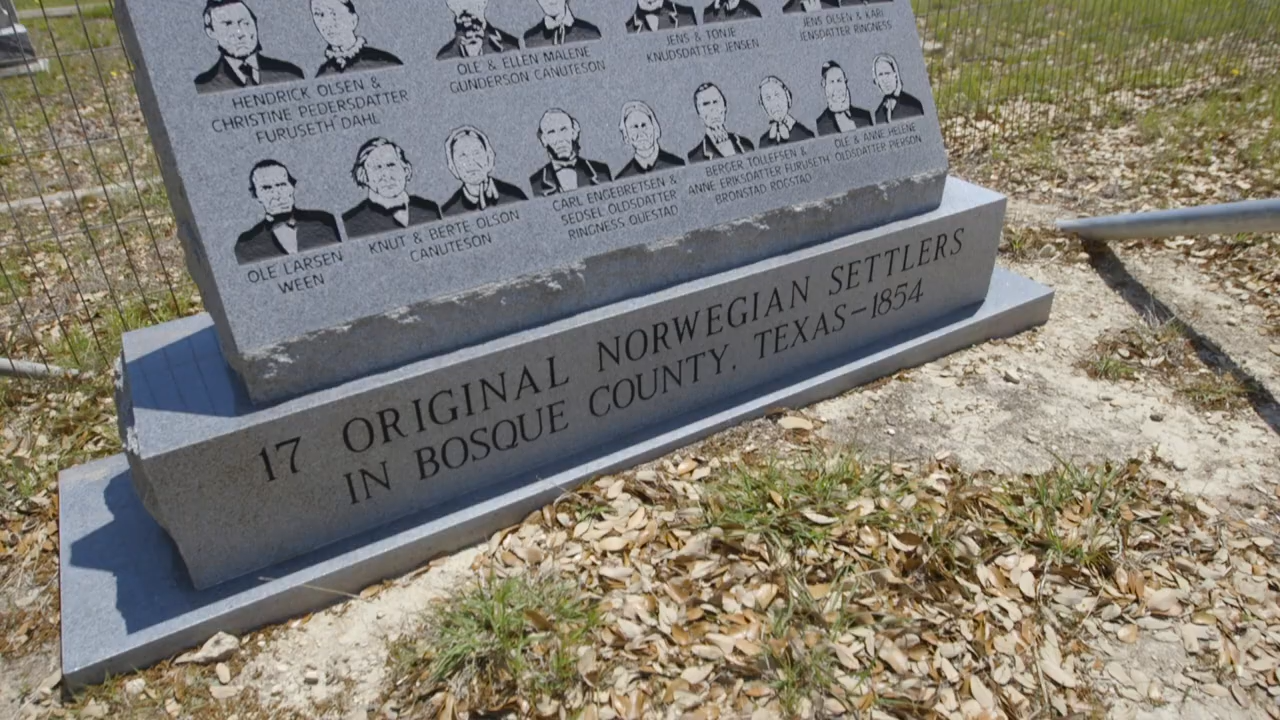 HENDRICK OLSEN &
CHRISTINE PEDERSDATTER
FURUSETH DAHL
OLE & ELLEN MALENE
GUNDERSON CANUTESON
JENS & TONJE
KNUDSDATTER JENSEN
JENS OLSEN & KARI
JENSDATTER RINGNESS
OLE LARSEN
WEEN
KNUT & BERTE OLSON
CANUTESON
CARL ENGEBRETSEN &
SEDSEL OLDSDATTER
RINGNESS QUESTAD
BERGER TOLLEFSEN &
ANNE ERIKSDATTER FURUSETH
BRONSTAD ROGSTAD
OLE & ANNE HELENE
OLDSDATTER PIERSON
17 ORIGINAL NORWEGIAN SETTLERS
IN BOSQUE COUNTY, TEXAS-1854